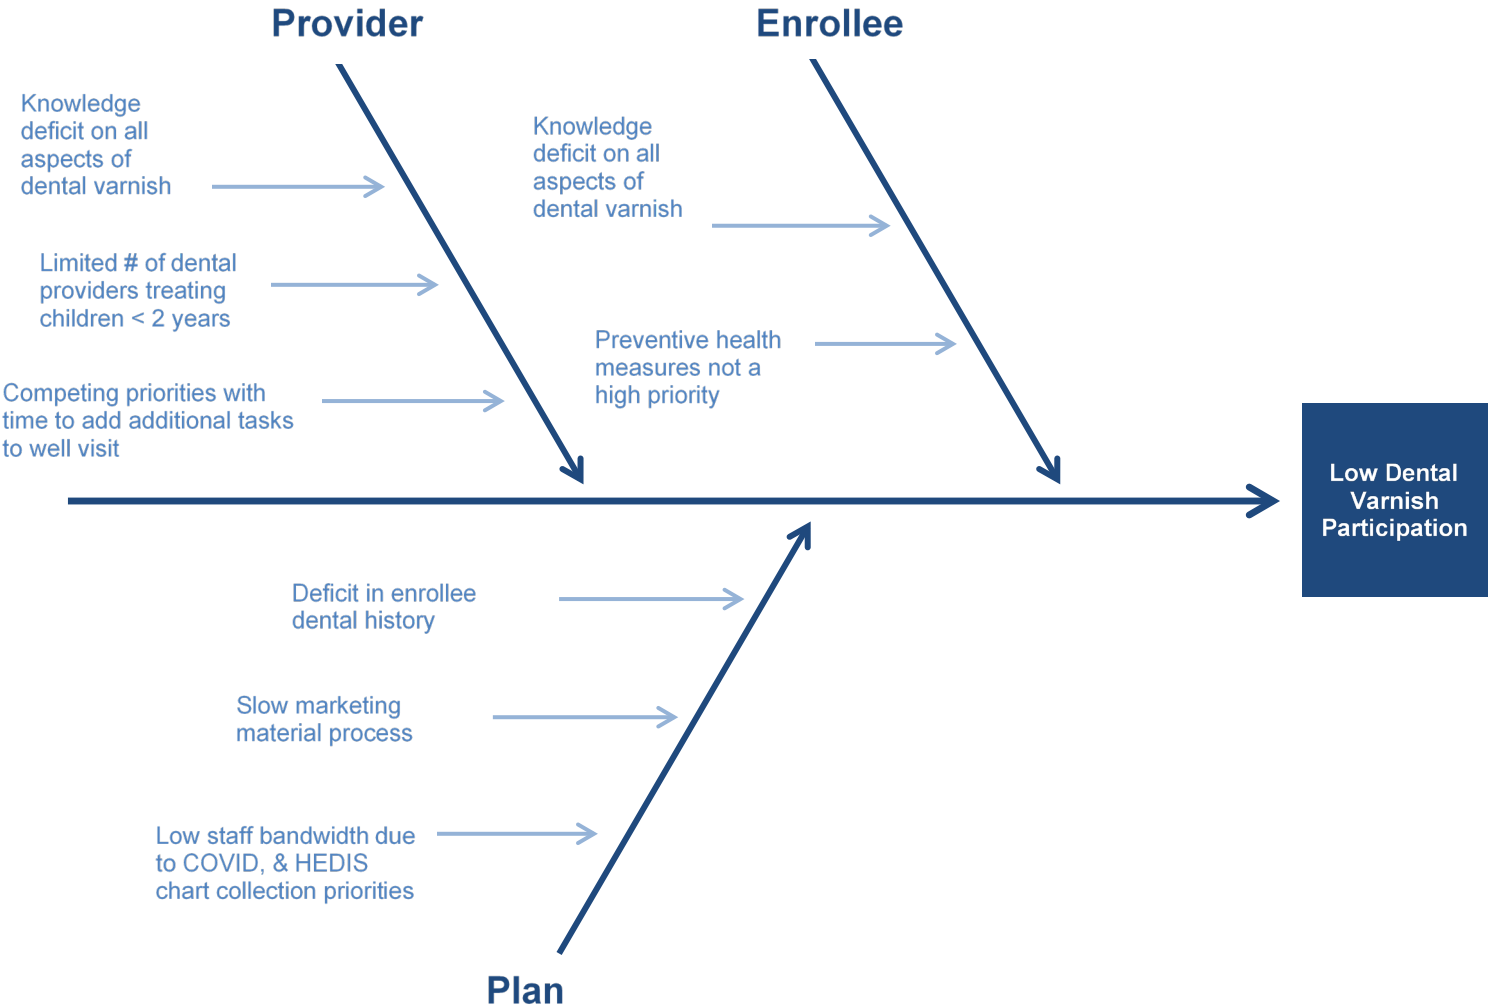 Provider
Enrollee
Knowledge
deficit on all
aspects of
dental varnish
Limited # of dental
providers treating
children < 2 years
Competing priorities with
time to add additional tasks
to well visit
Knowledge
deficit on all
aspects of
dental varnish
Preventive health
measures not a
high priority
Low Dental
Varnish
Participation
Deficit in enrollee
dental history
Slow marketing
material process
Low staff bandwidth due
to COVID, & HEDIS
chart collection priorities
Plan